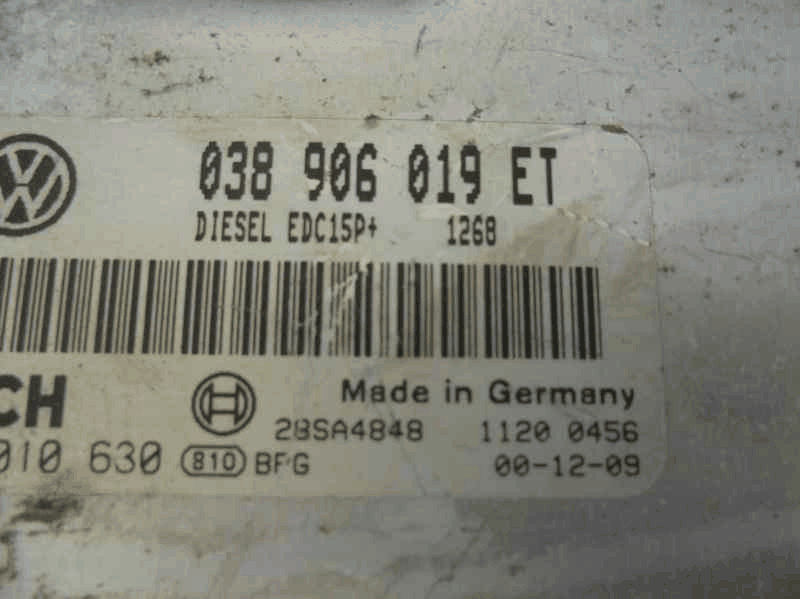 038 906 019 ET
DIESEL EDC15P+ 1268
CH Made in Germany
28SA4848 1120 0456
010 630 810 BFG 00-12-09